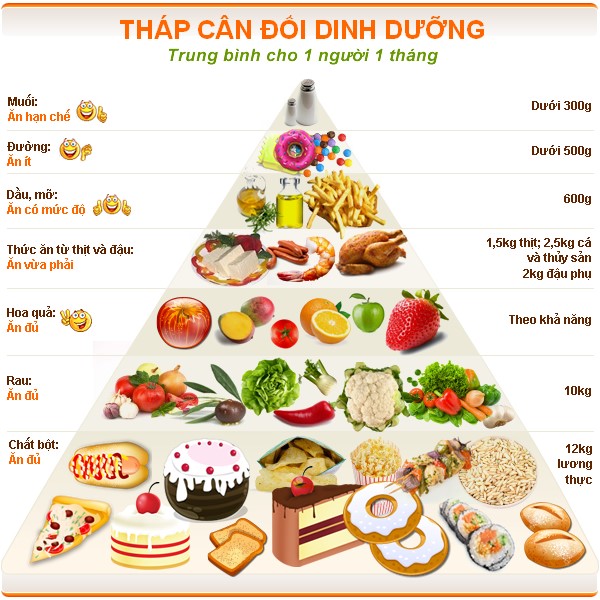 THÁP CÂN ĐỐI DINH DƯỠNG
Trung bình cho 1 người 1 tháng
Muối:
Ăn hạn chế
Dưới 300g
Đường:
Ăn ít
Dưới 500g
Dầu, mỡ:
Ăn có mức độ
600g
Thức ăn từ thịt và đậu:
Ăn vừa phải
1,5kg thịt; 2,5kg cá
và thủy sản
2kg đậu phụ
Hoa quả:
Ăn đủ
Theo khả năng
Rau:
Ăn đủ
10kg
Chất bột:
Ăn đủ
12kg
lương
thực